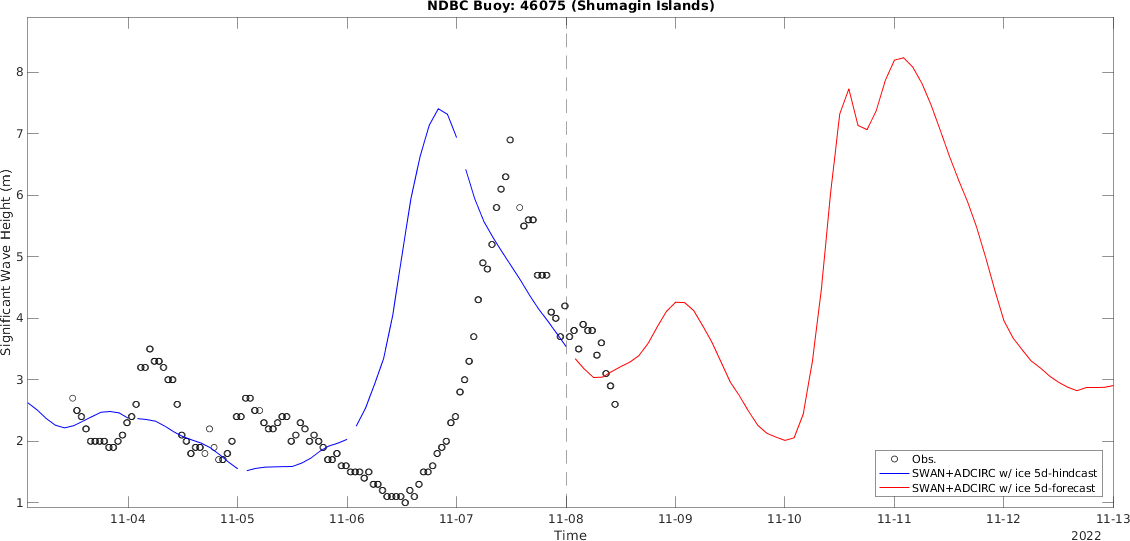 NDBC Buoy: 46075 (Shumagin Islands)
Significant Wave Height (m)
8
7
6
5
4
3
2
1
11-04 11-05 11-06 11-07 11-08 11-09 11-10 11-11 11-12 11-13
Time
2022
Obs.
SWAN+ADCIRC w/ ice 5d-hindcast
SWAN+ADCIRC w/ ice 5d-forecast